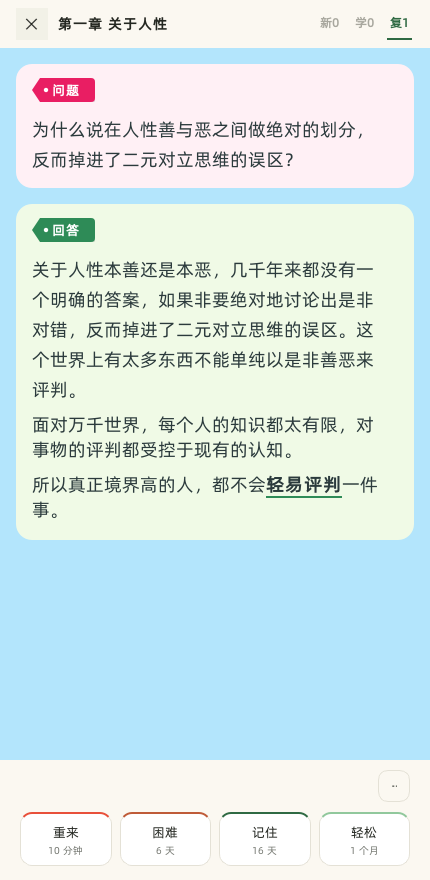 第一章 关于人性
新0 学0 复1
问题
为什么说在人性善与恶之间做绝对的划分，
反而掉进了二元对立思维的误区？
回答
关于人性本善还是本恶，几千年来都没有一
个明确的答案，如果非要绝对地讨论出是非
对错，反而掉进了二元对立思维的误区。这
个世界上有太多东西不能单纯以是非善恶来
评判。
面对万千世界，每个人的知识都太有限，对
事物的评判都受控于现有的认知。
所以真正境界高的人，都不会轻易评判一件
事。
重来 困难 记住 轻松
10 分钟 6 天 16 天 1 个月